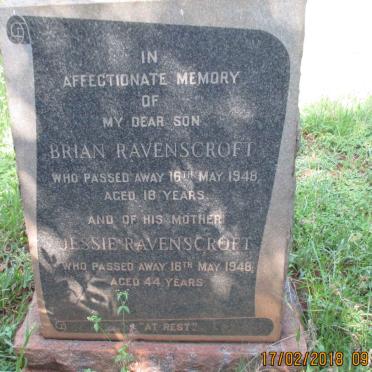 IN
AFFECTIONATE MEMORY
OF
MY DEAR SON
BRIAN RAVENSCROFT
WHO PASSED AWAY 16TH MAY 1948,
AGED 18 YEARS.
AND OF HIS MOTHER
JESSIE RAVENSCROFT
WHO PASSED AWAY 16TH MAY 1948,
AGED 44 YEARS
"AT REST"
17/02/2018 09